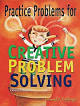 Practice Problems for
CREATIVE
PROBLEM
SOLVING